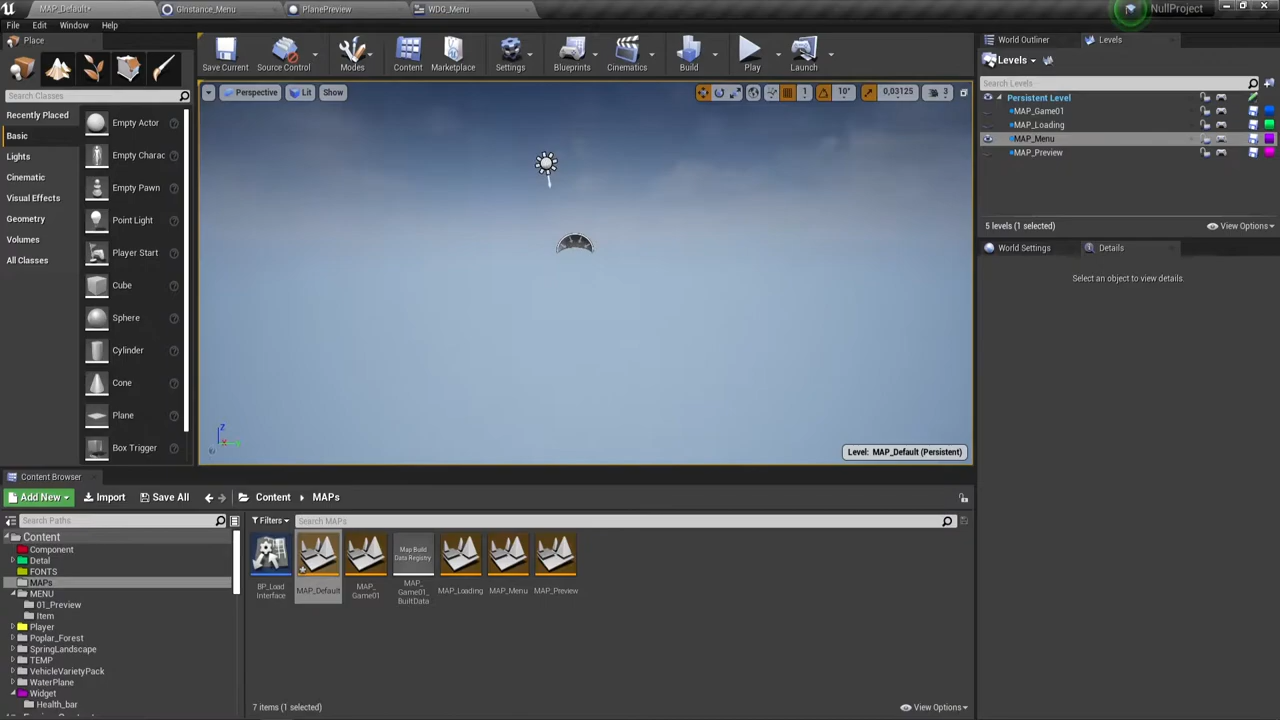 MAP_Default*
GInstance_Menu
PlanePreview
WDG_Menu
NullProject
File
Edit
Window
Help
Place
Search Classes
Recently Placed
Basic
Lights
Cinematic
Visual Effects
Geometry
Volumes
All Classes
Empty Actor
Empty Charac
Empty Pawn
Point Light
Player Start
Cube
Sphere
Cylinder
Cone
Plane
Box Trigger
Save Current
Source Control
Modes
Content
Marketplace
Settings
Blueprints
Cinematics
Build
Play
Launch
Perspective
Lit
Show
1
10°
0,03125
3
Z
Level: MAP_Default (Persistent)
World Outliner
Levels
Levels
Search Levels
Persistent Level
MAP_Game01
MAP_Loading
MAP_Menu
MAP_Preview
5 levels (1 selected)
View Options
World Settings
Details
Select an object to view details.
Content Browser
Add New
Import
Save All
Content
MAPs
Search Paths
Filters
Search MAPs
Content
Component
Detal
FONTS
MAPs
MENU
01_Preview
Item
Player
Poplar_Forest
SpringLandscape
TEMP
VehicleVarietyPack
WaterPlane
Widget
Health_bar
BP_Load
Interface
MAP_Default
MAP_
Game01
Map Build
Data Registry
MAP_
Game01_
BuiltData
MAP_Loading
MAP_Menu
MAP_Preview
7 items (1 selected)
View Options